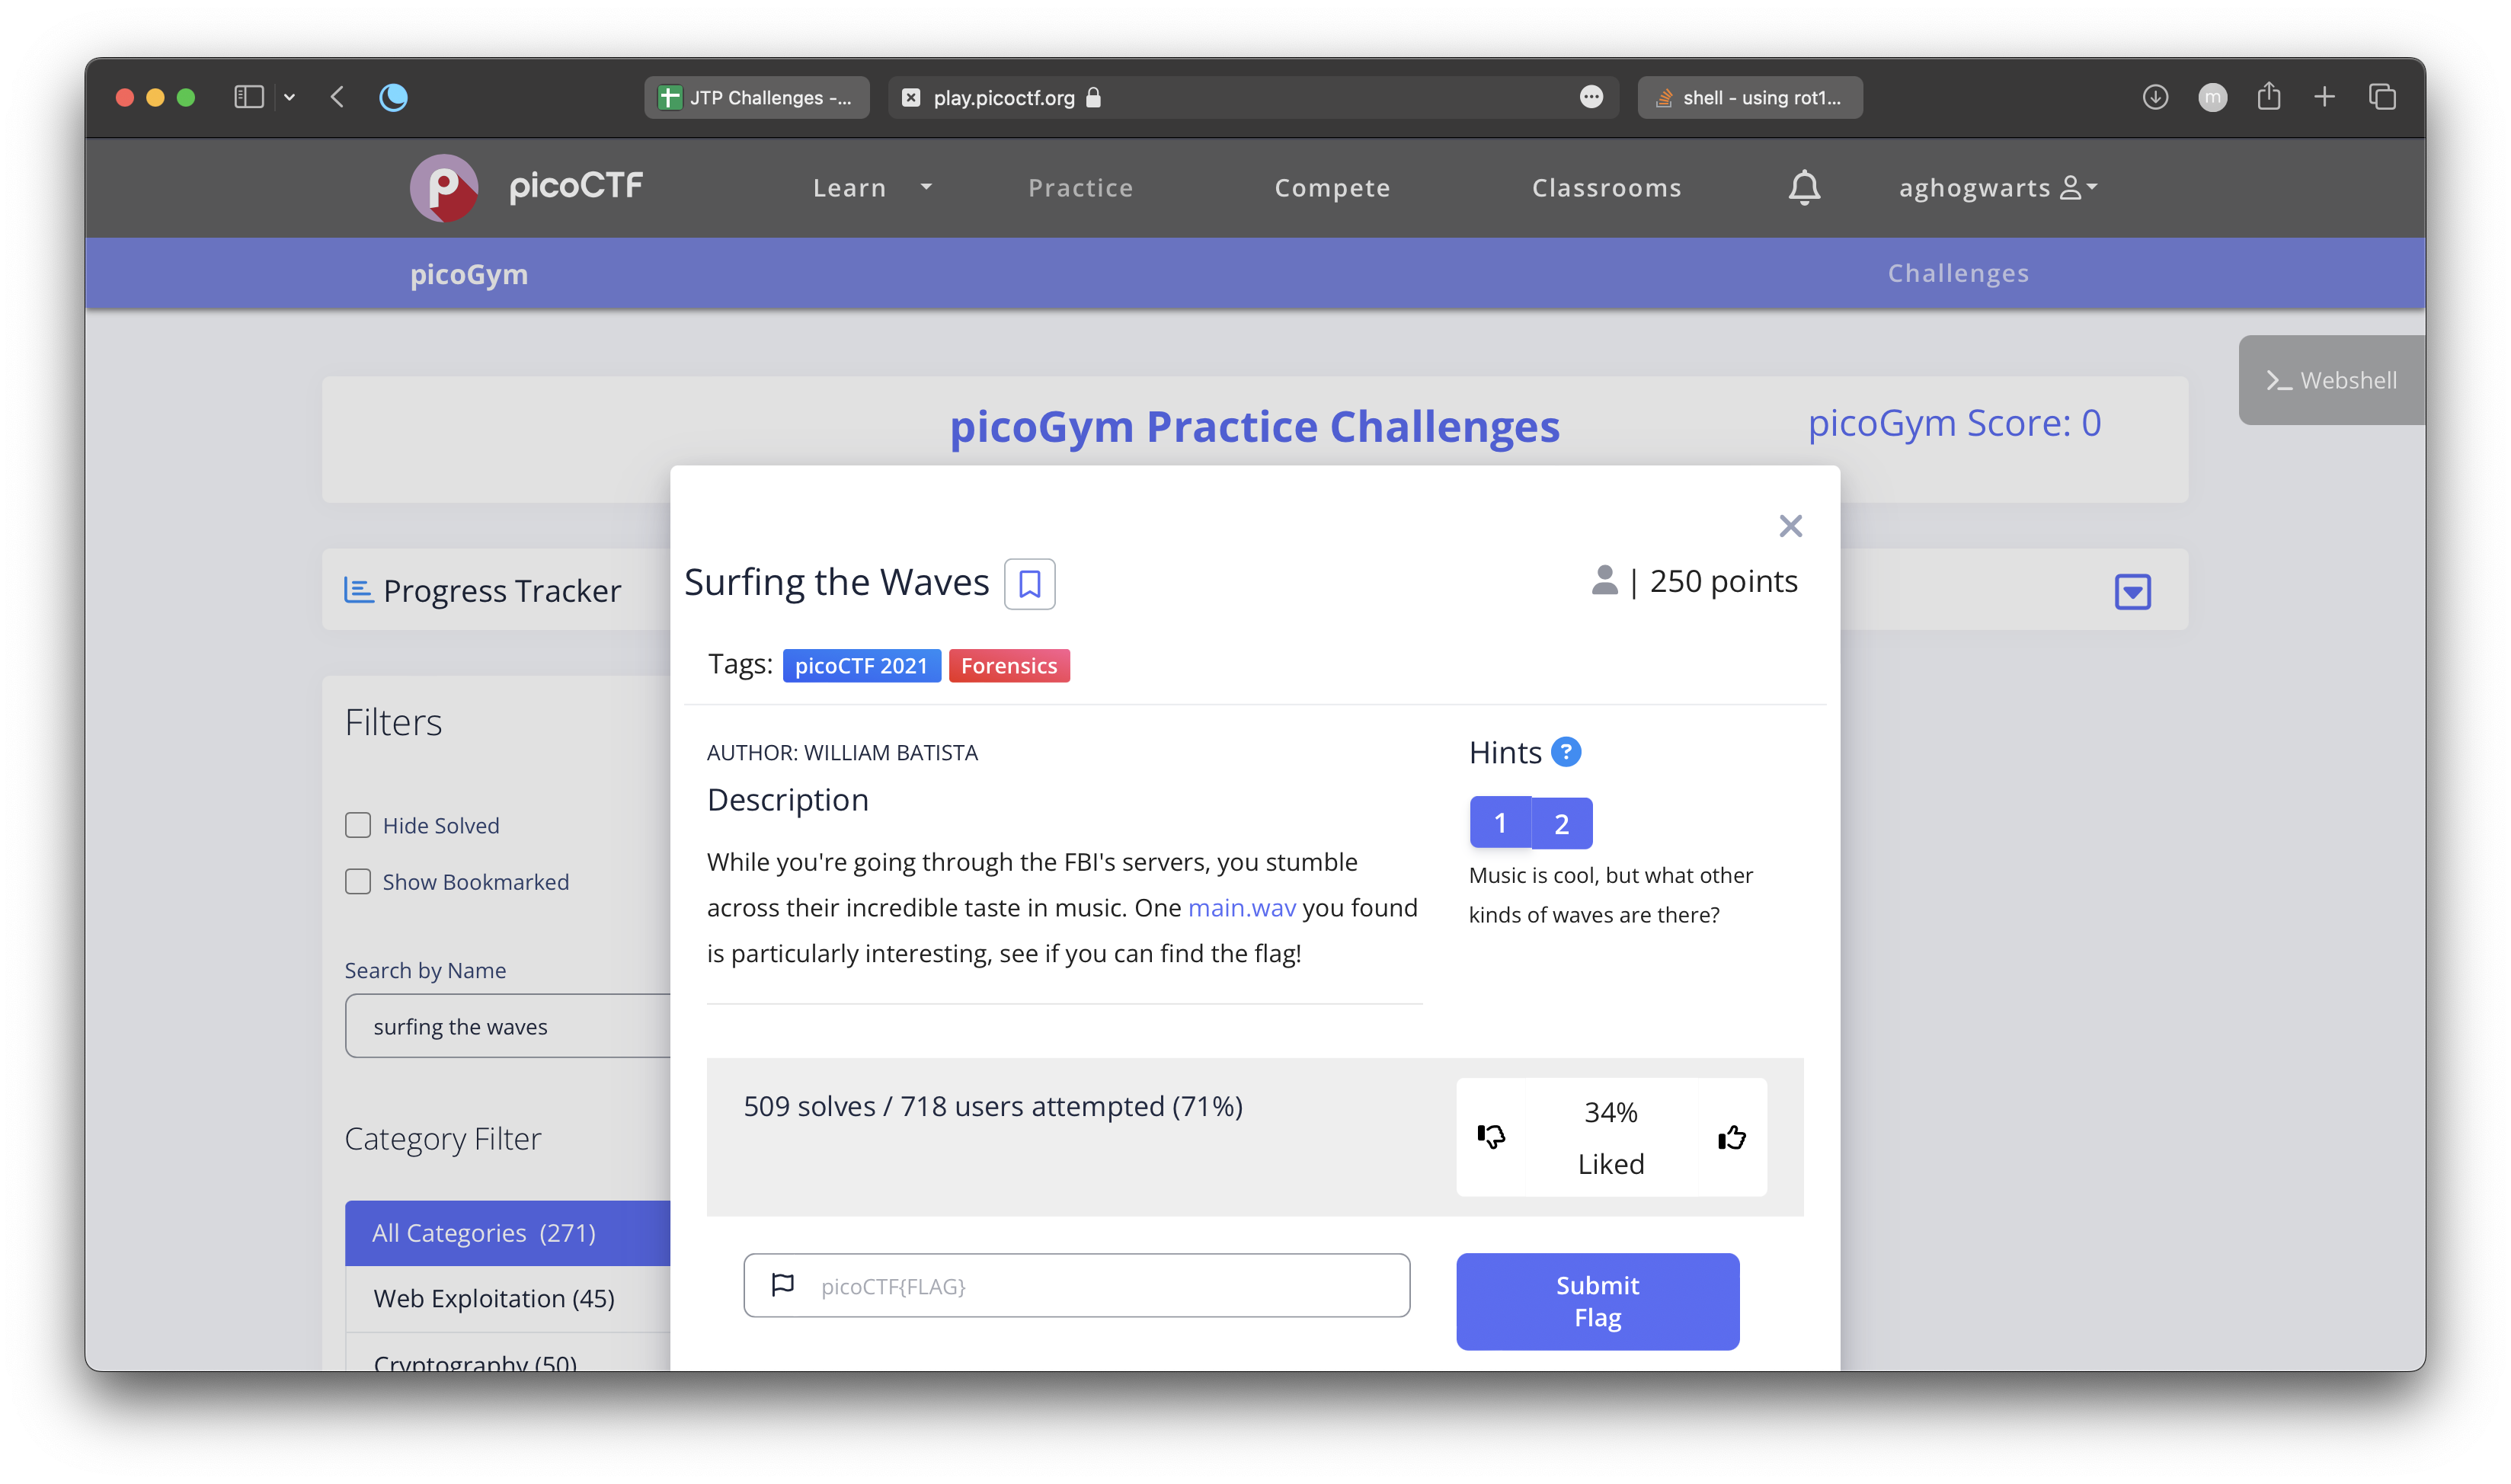 JTP Challenges -...
play.picoctf.org
shell - using rot1...
m
picoCTF
Learn
Practice
Compete
Classrooms
aghogwarts
picoGym
Challenges
Webshell
picoGym Practice Challenges
picoGym Score: 0
Progress Tracker
Surfing the Waves
| 250 points
Tags: picoCTF 2021 Forensics
Filters
Hide Solved
Show Bookmarked
Search by Name
surfing the waves
Category Filter
All Categories (271)
Web Exploitation (45)
Cryptography (50)
AUTHOR: WILLIAM BATISTA
Description
While you're going through the FBI's servers, you stumble
across their incredible taste in music. One main.wav you found
is particularly interesting, see if you can find the flag!
Hints ?
1 2
Music is cool, but what other
kinds of waves are there?
509 solves / 718 users attempted (71%)
34%
Liked
picoCTF{FLAG}
Submit
Flag